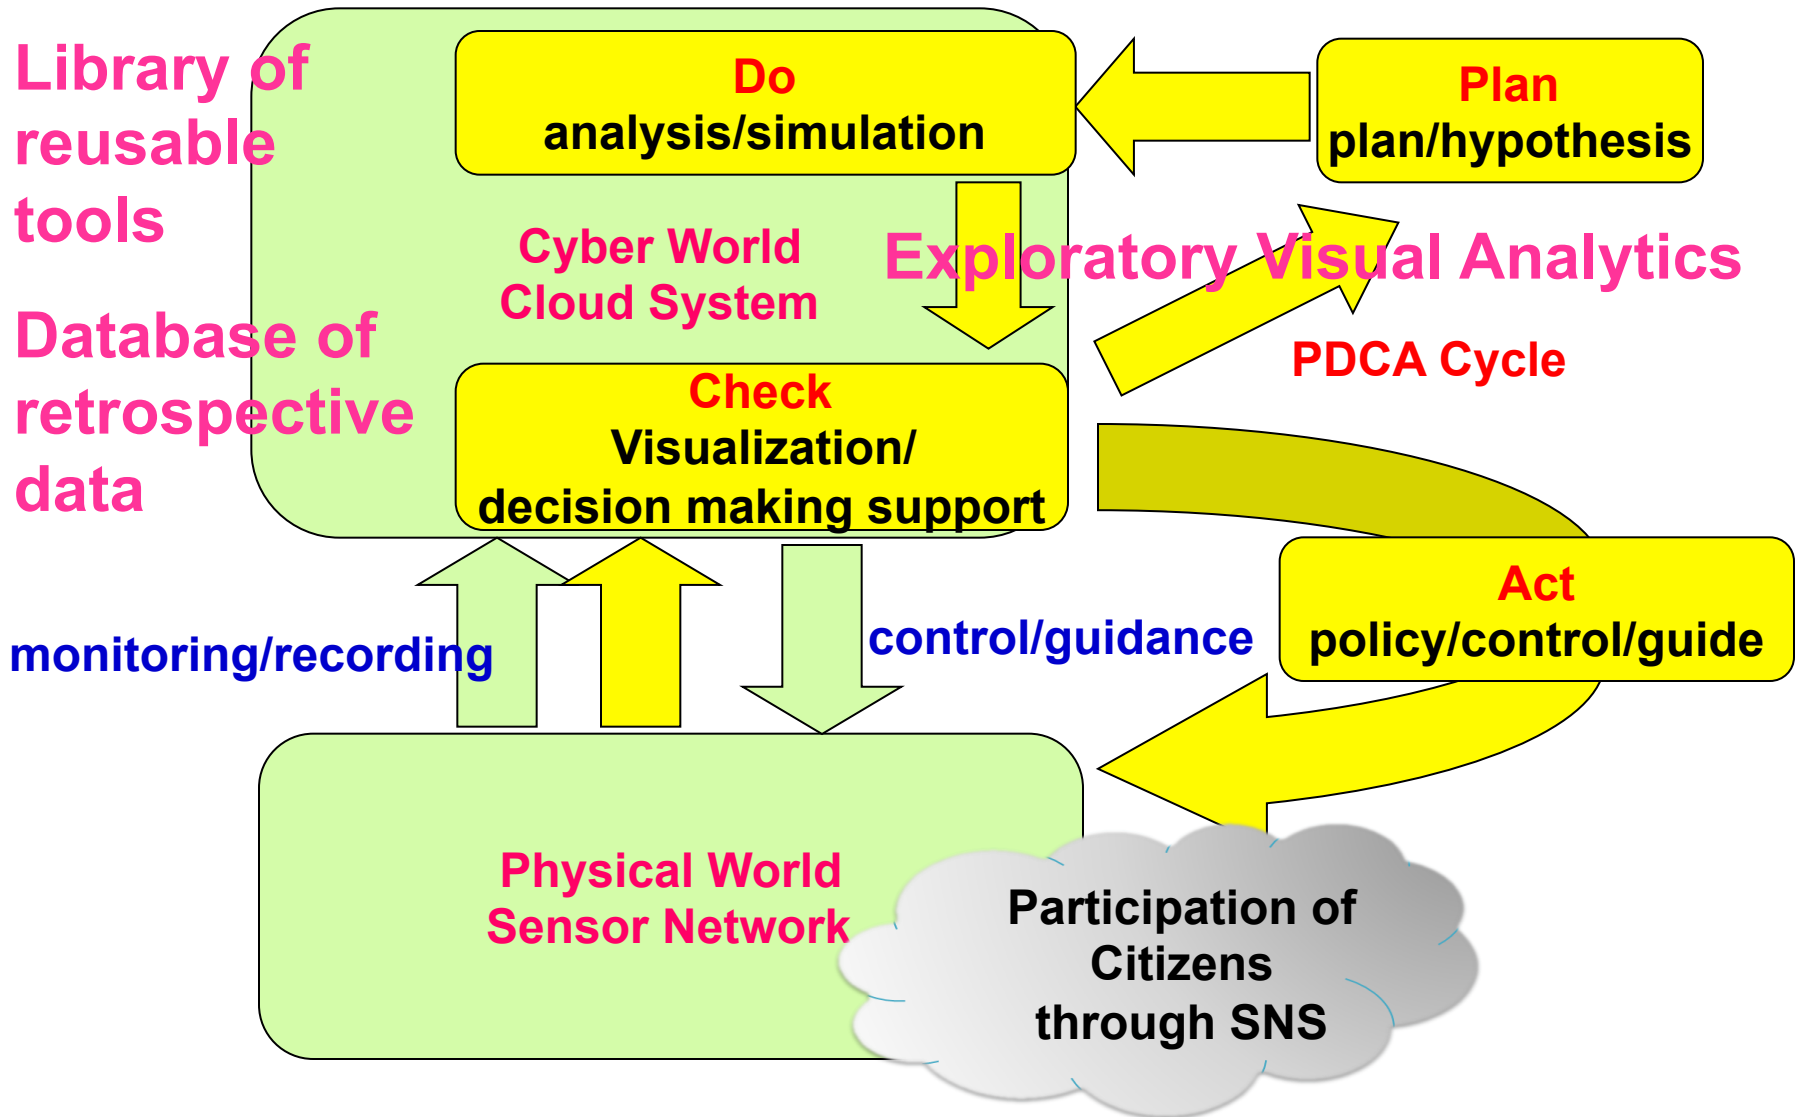 Library of
reusable
tools
Do
analysis/simulation
Plan
plan/hypothesis
Cyber World
Cloud System
Exploratory Visual Analytics
Database of
retrospective
data
PDCA Cycle
Check
Visualization/
decision making support
monitoring/recording
control/guidance
Act
policy/control/guide
Physical World
Sensor Network
Participation of
Citizens
through SNS